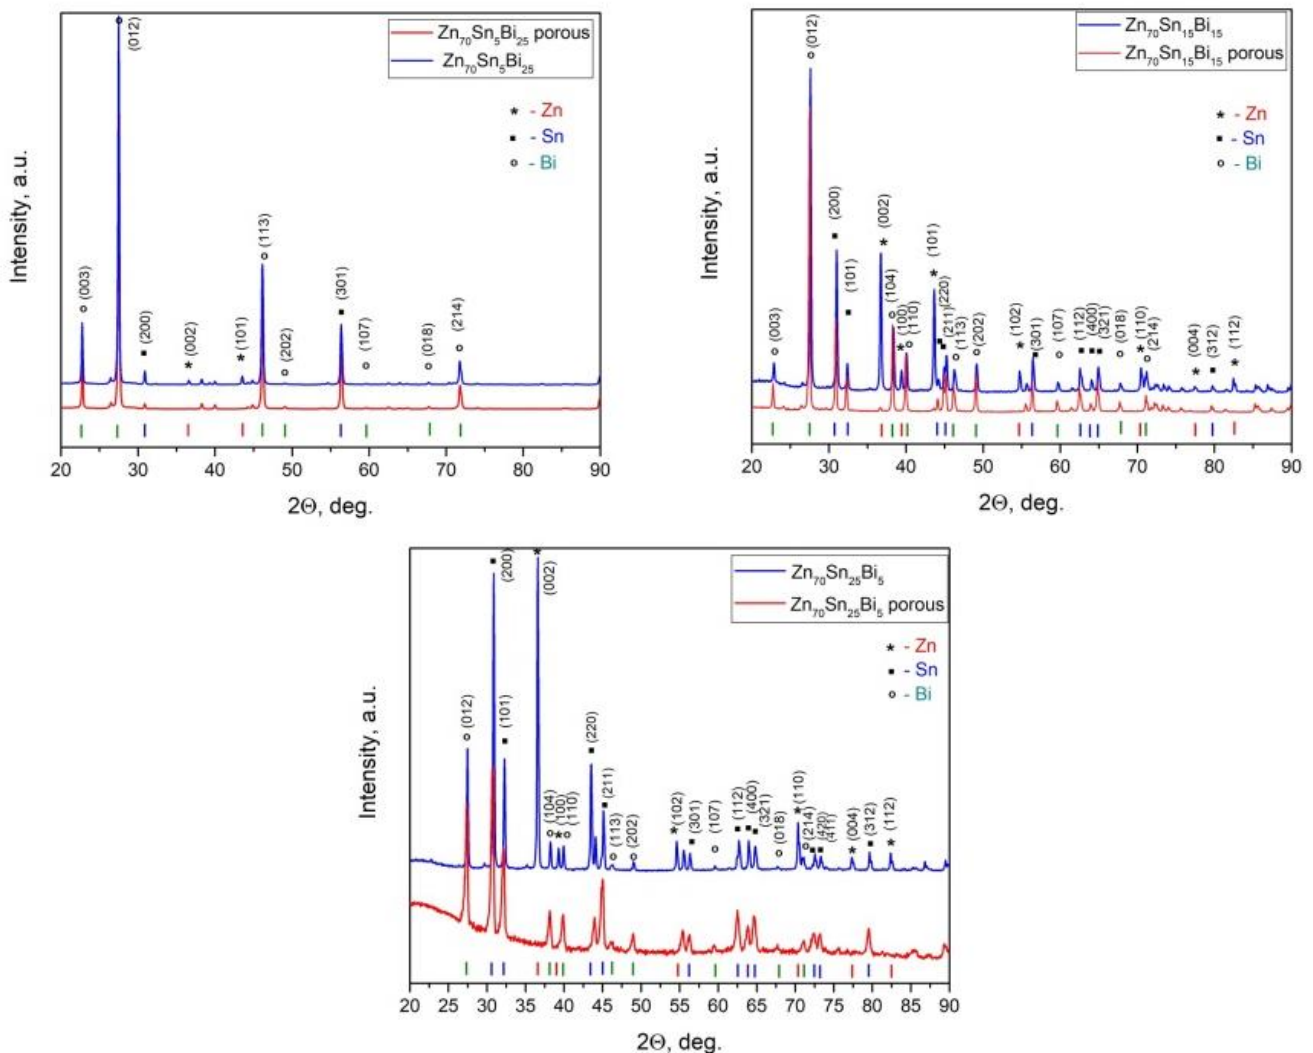 Zn70Sn5Bi25 porous
Zn70Sn5Bi25
(012)
* - Zn
▪ - Sn
o - Bi
Intensity, a.u.
(003)
(200)
(002)
(101)
(113)
(202)
(301)
(107)
(018)
(214)
20 30 40 50 60 70 80 90
2Θ, deg.
Zn70Sn15Bi15
Zn70Sn15Bi15 porous
* - Zn
▪ - Sn
o - Bi
Intensity, a.u.
(003)
(012)
(200)
(101)
(002)
(104)
(100)
(110)
(101)
(211)
(220)
(113)
(202)
(102)
(301)
(107)
(112)
(400)
(321)
(018)
(110)
(214)
(004)
(312)
(112)
20 30 40 50 60 70 80 90
2Θ, deg.
Zn70Sn25Bi5
Zn70Sn25Bi5 porous
* - Zn
▪ - Sn
o - Bi
Intensity, a.u.
(012)
(200)
(101)
(002)
(104)
(100)
(110)
(220)
(211)
(113)
(202)
(102)
(301)
(107)
(112)
(400)
(321)
(018)
(110)
(214)
(420)
(411)
(004)
(312)
(112)
20 25 30 35 40 45 50 55 60 65 70 75 80 85 90
2Θ, deg.